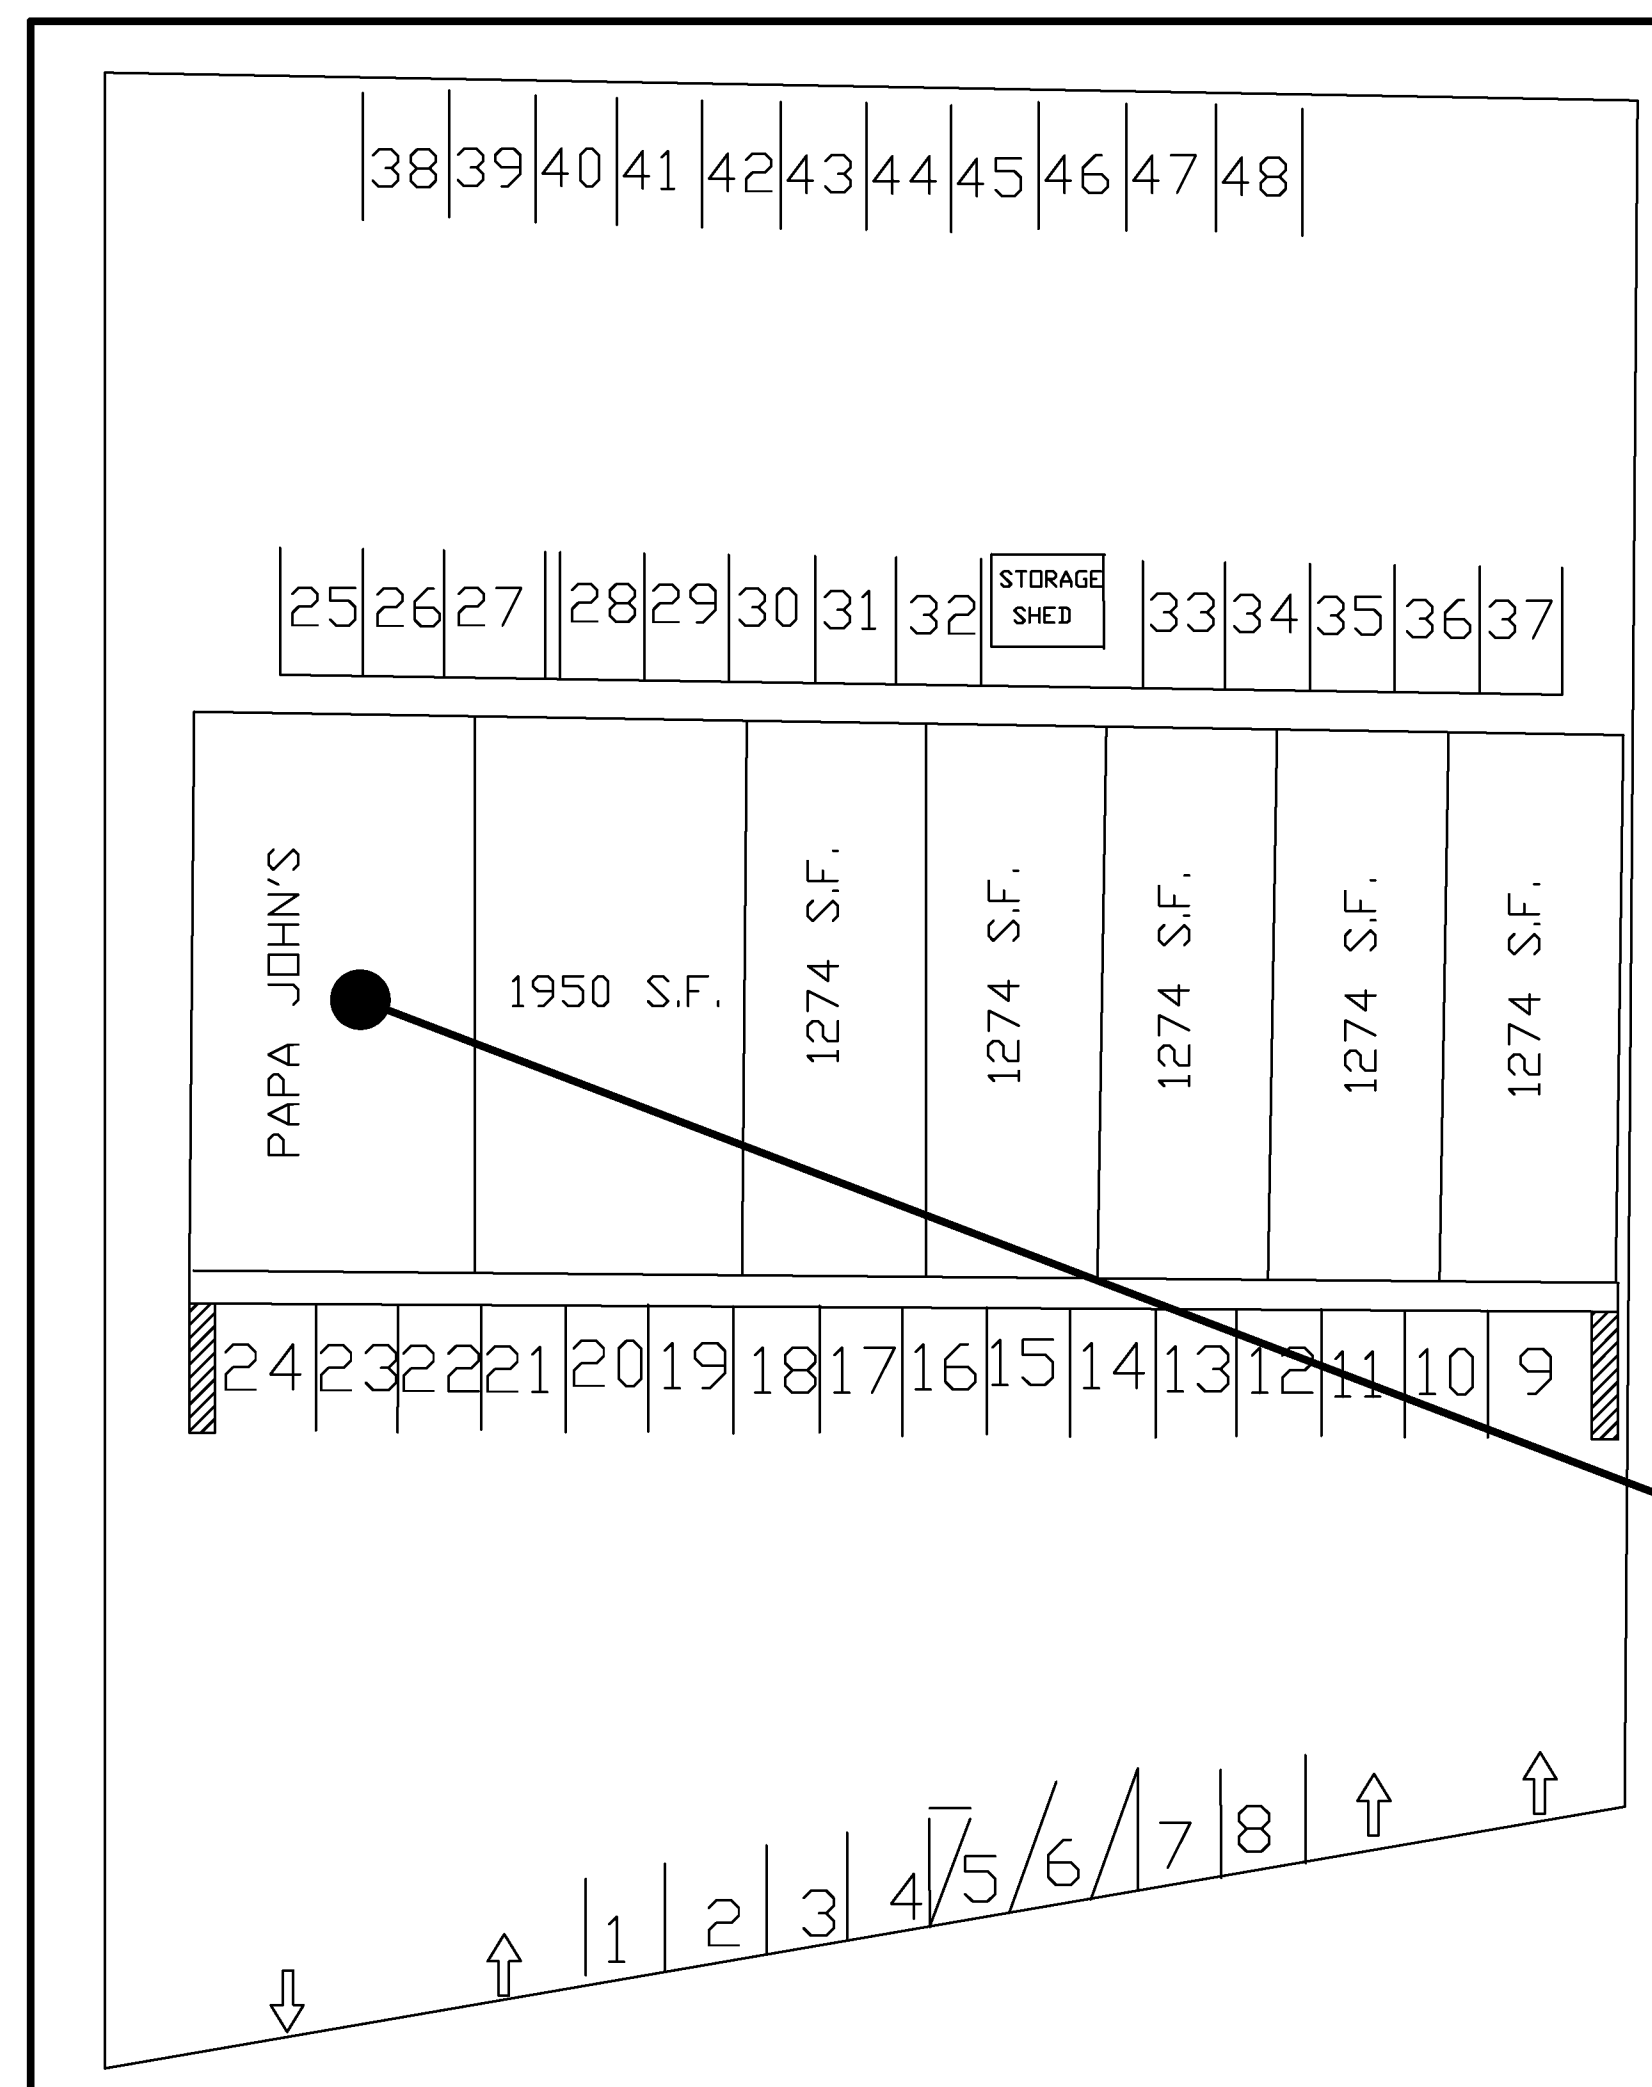 38 39 40 41 42 43 44 45 46 47 48
25 26 27 28 29 30 31 32
STORAGE
SHED
33 34 35 36 37
PAPA JOHN'S
1950 S.F.
1274 S.F.
1274 S.F.
1274 S.F.
1274 S.F.
1274 S.F.
24 23 22 21 20 19 18 17 16 15 14 13 12 11 10 9
1 2 3 4 5 6 7 8